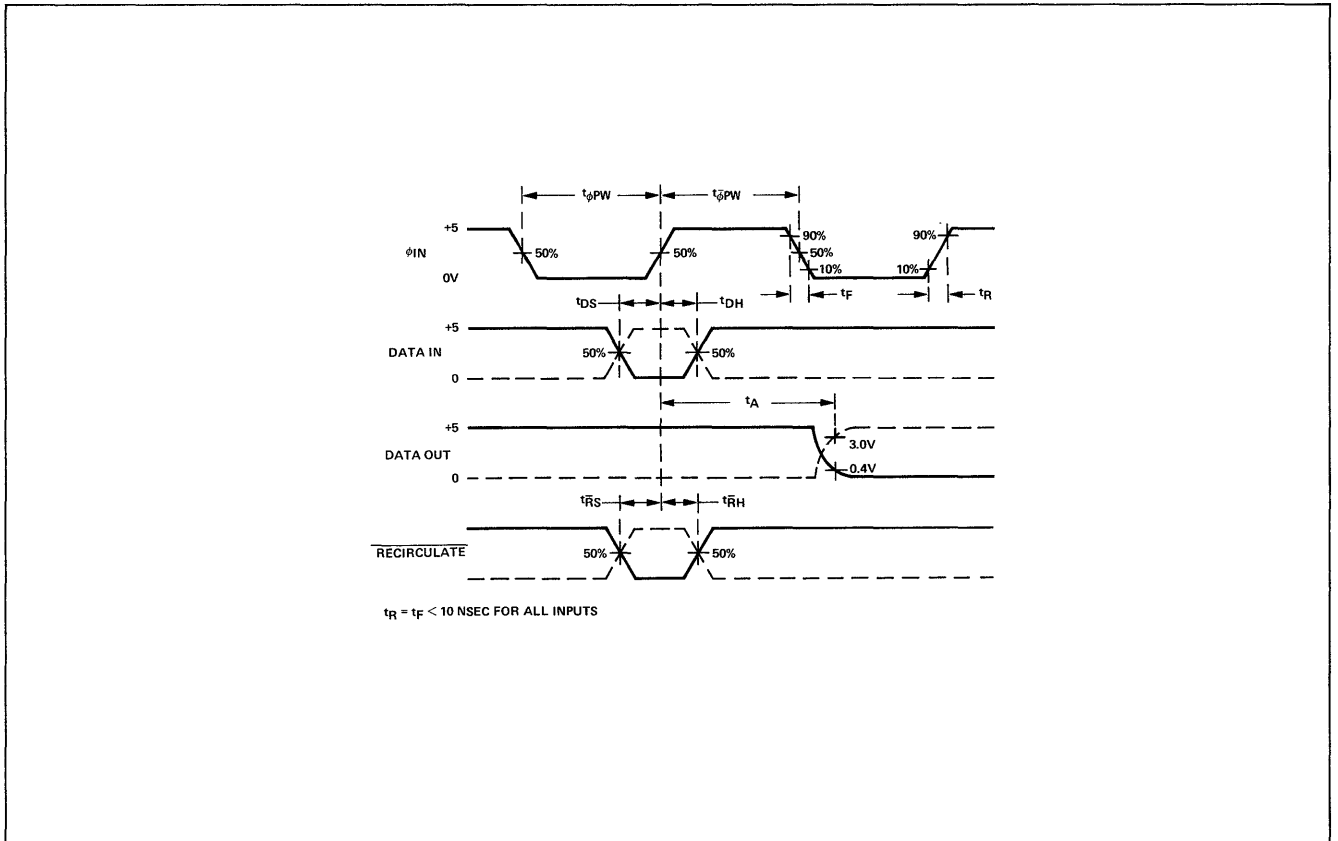 tφPW
tφ̅PW
+5
90%
90%
φIN
50%
50%
50%
10%
10%
0V
tDS
tDH
tF
tR
+5
DATA IN
50%
50%
0
tA
+5
3.0V
DATA OUT
0.4V
0
tR̅S
tR̅H
RECIRCULATE
50%
50%
tR = tF < 10 NSEC FOR ALL INPUTS